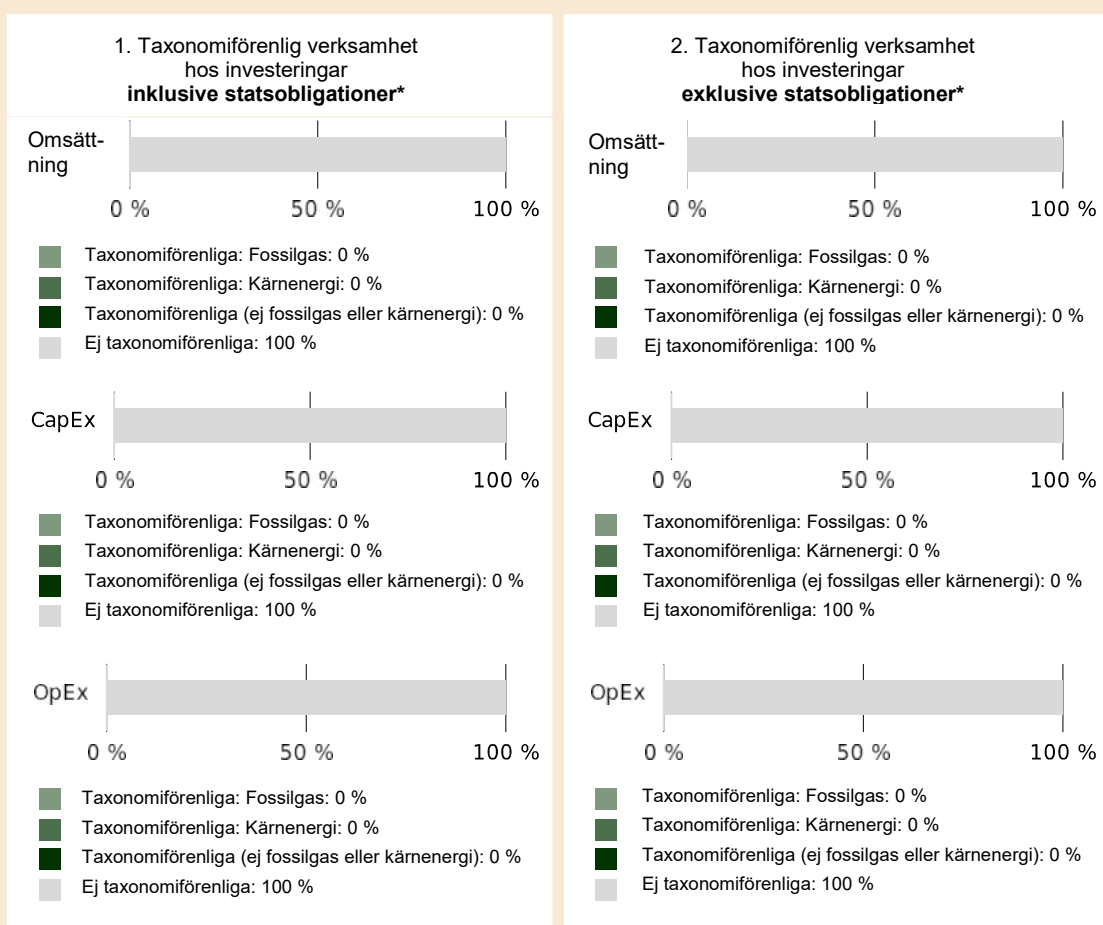 1. Taxonomiförenlig verksamhet
hos investeringar
inklusive statsobligationer*
Omsätt-
ning
0 % 50 % 100 %
Taxonomiförenliga: Fossilgas: 0 %
Taxonomiförenliga: Kärnenergi: 0 %
Taxonomiförenliga (ej fossilgas eller kärnenergi): 0 %
Ej taxonomiförenliga: 100 %
CapEx
0 % 50 % 100 %
Taxonomiförenliga: Fossilgas: 0 %
Taxonomiförenliga: Kärnenergi: 0 %
Taxonomiförenliga (ej fossilgas eller kärnenergi): 0 %
Ej taxonomiförenliga: 100 %
OpEx
0 % 50 % 100 %
Taxonomiförenliga: Fossilgas: 0 %
Taxonomiförenliga: Kärnenergi: 0 %
Taxonomiförenliga (ej fossilgas eller kärnenergi): 0 %
Ej taxonomiförenliga: 100 %
2. Taxonomiförenlig verksamhet
hos investeringar
exklusive statsobligationer*
Omsätt-
ning
0 % 50 % 100 %
Taxonomiförenliga: Fossilgas: 0 %
Taxonomiförenliga: Kärnenergi: 0 %
Taxonomiförenliga (ej fossilgas eller kärnenergi): 0 %
Ej taxonomiförenliga: 100 %
CapEx
0 % 50 % 100 %
Taxonomiförenliga: Fossilgas: 0 %
Taxonomiförenliga: Kärnenergi: 0 %
Taxonomiförenliga (ej fossilgas eller kärnenergi): 0 %
Ej taxonomiförenliga: 100 %
OpEx
0 % 50 % 100 %
Taxonomiförenliga: Fossilgas: 0 %
Taxonomiförenliga: Kärnenergi: 0 %
Taxonomiförenliga (ej fossilgas eller kärnenergi): 0 %
Ej taxonomiförenliga: 100 %